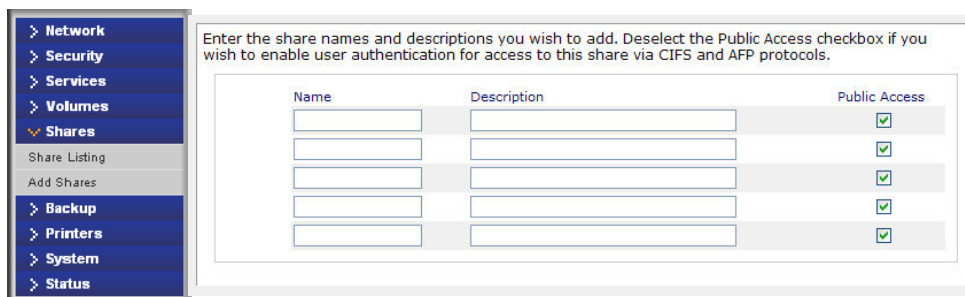 Network
Security
Services
Volumes
Shares
Share Listing
Add Shares
Backup
Printers
System
Status
Enter the share names and descriptions you wish to add. Deselect the Public Access checkbox if you
wish to enable user authentication for access to this share via CIFS and AFP protocols.
Name Description Public Access